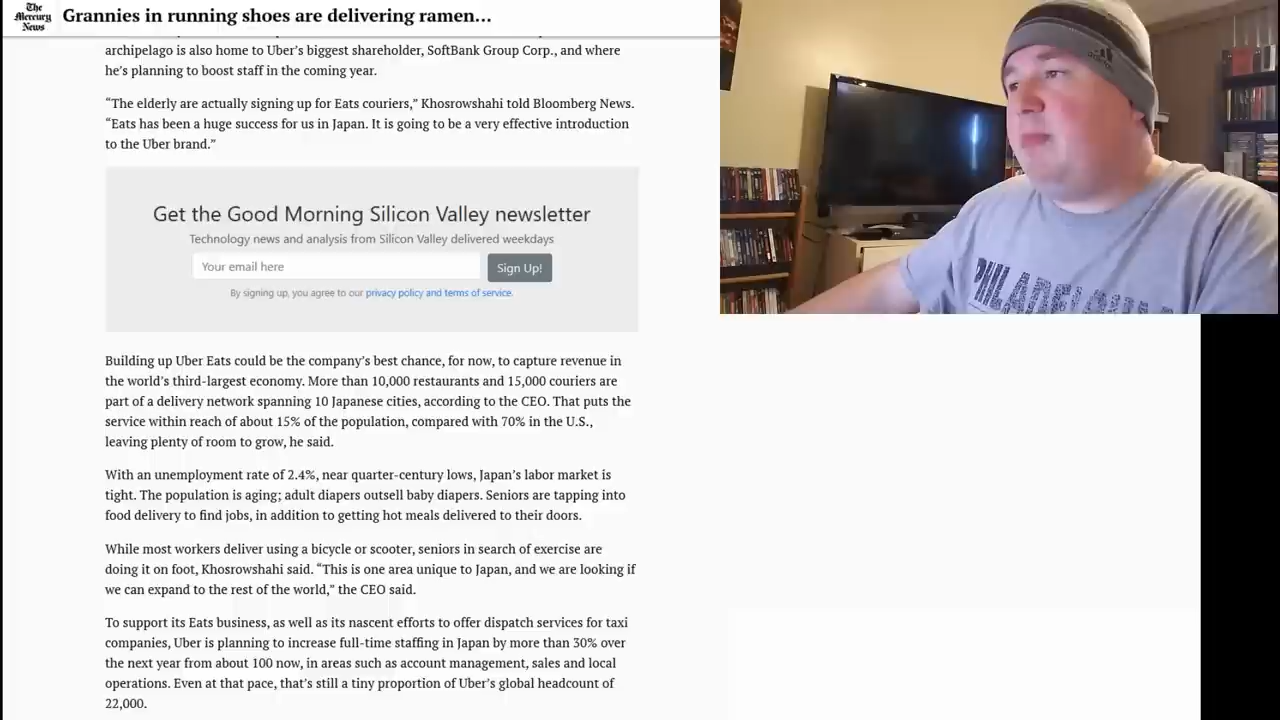 The
Mercury
News
Grannies in running shoes are delivering ramen...
archipelago is also home to Uber’s biggest shareholder, SoftBank Group Corp., and where
he’s planning to boost staff in the coming year.
“The elderly are actually signing up for Eats couriers,” Khosrowshahi told Bloomberg News.
“Eats has been a huge success for us in Japan. It is going to be a very effective introduction
to the Uber brand.”
Get the Good Morning Silicon Valley newsletter
Technology news and analysis from Silicon Valley delivered weekdays
Your email here
Sign Up!
By signing up, you agree to our privacy policy and terms of service.
Building up Uber Eats could be the company’s best chance, for now, to capture revenue in
the world’s third-largest economy. More than 10,000 restaurants and 15,000 couriers are
part of a delivery network spanning 10 Japanese cities, according to the CEO. That puts the
service within reach of about 15% of the population, compared with 70% in the U.S.,
leaving plenty of room to grow, he said.
With an unemployment rate of 2.4%, near quarter-century lows, Japan’s labor market is
tight. The population is aging; adult diapers outsell baby diapers. Seniors are tapping into
food delivery to find jobs, in addition to getting hot meals delivered to their doors.
While most workers deliver using a bicycle or scooter, seniors in search of exercise are
doing it on foot, Khosrowshahi said. “This is one area unique to Japan, and we are looking if
we can expand to the rest of the world,” the CEO said.
To support its Eats business, as well as its nascent efforts to offer dispatch services for taxi
companies, Uber is planning to increase full-time staffing in Japan by more than 30% over
the next year from about 100 now, in areas such as account management, sales and local
operations. Even at that pace, that’s still a tiny proportion of Uber’s global headcount of
22,000.